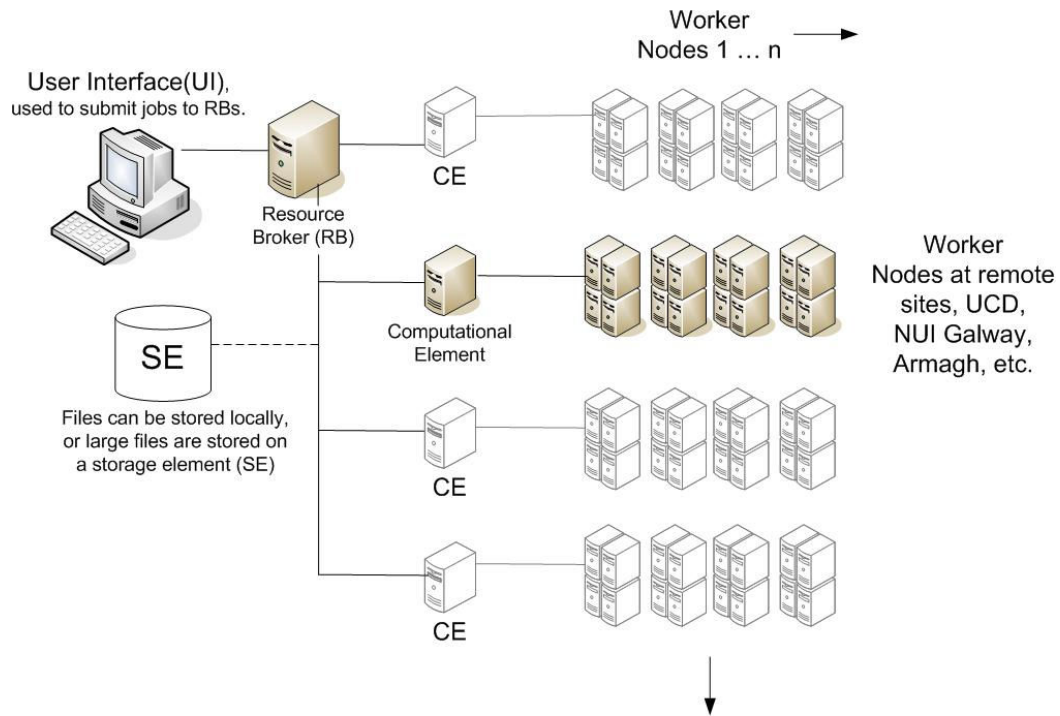 Worker
Nodes 1 ... n
User Interface(UI),
used to submit jobs to RBs.
CE
Resource
Broker (RB)
Worker
Nodes at remote
sites, UCD,
NUI Galway,
Armagh, etc.
Computational
Element
SE
Files can be stored locally,
or large files are stored on
a storage element (SE)
CE
CE